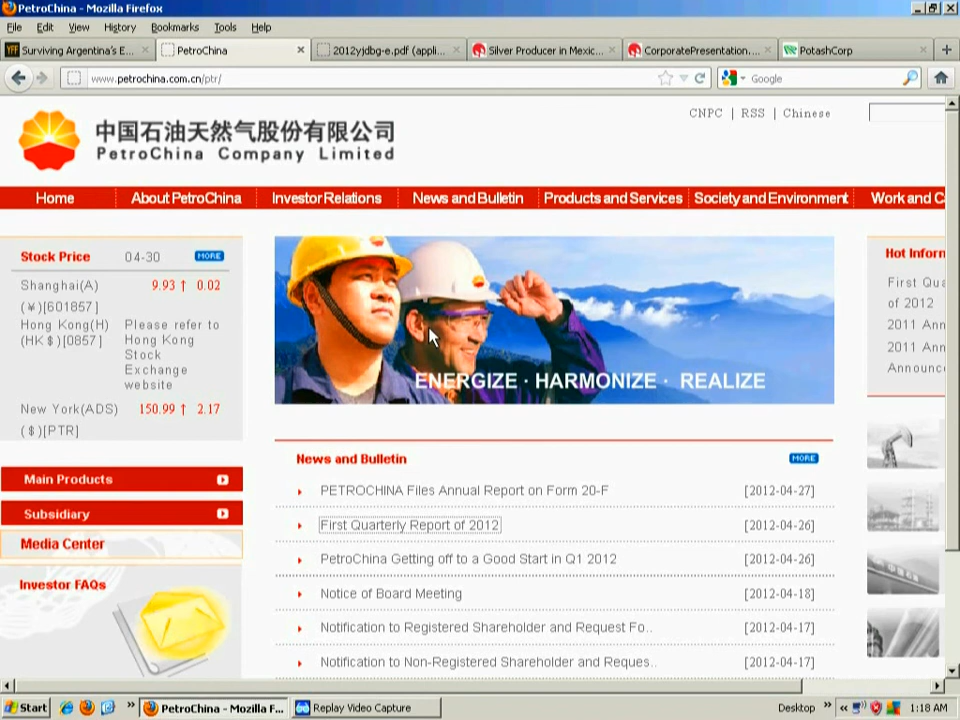 PetroChina - Mozilla Firefox
File Edit View History Bookmarks Tools Help
Surviving Argentina's E...
PetroChina
2012yjdbg-e.pdf (appli...
Silver Producer in Mexic...
CorporatePresentation....
PotashCorp
www.petrochina.com.cn/ptr/
Google
中国石油天然气股份有限公司
PetroChina Company Limited
CNPC | RSS | Chinese
Home
About PetroChina
Investor Relations
News and Bulletin
Products and Services
Society and Environment
Work and C
Stock Price 04-30 MORE
Shanghai(A) 9.93 ↑ 0.02
(¥)[601857]
Hong Kong(H)
(HK$)[0857]
Please refer to
Hong Kong
Stock
Exchange
website
New York(ADS) 150.99 ↑ 2.17
($)[PTR]
Main Products
Subsidiary
Media Center
Investor FAQs
ENERGIZE · HARMONIZE · REALIZE
News and Bulletin MORE
PETROCHINA Files Annual Report on Form 20-F [2012-04-27]
First Quarterly Report of 2012 [2012-04-26]
PetroChina Getting off to a Good Start in Q1 2012 [2012-04-26]
Notice of Board Meeting [2012-04-18]
Notification to Registered Shareholder and Request Fo.. [2012-04-17]
Notification to Non-Registered Shareholder and Reques.. [2012-04-17]
Hot Inforn
First Qua
of 2012
2011 Ann
2011 Ann
Announce
Start
PetroChina - Mozilla F...
Replay Video Capture
Desktop
1:18 AM